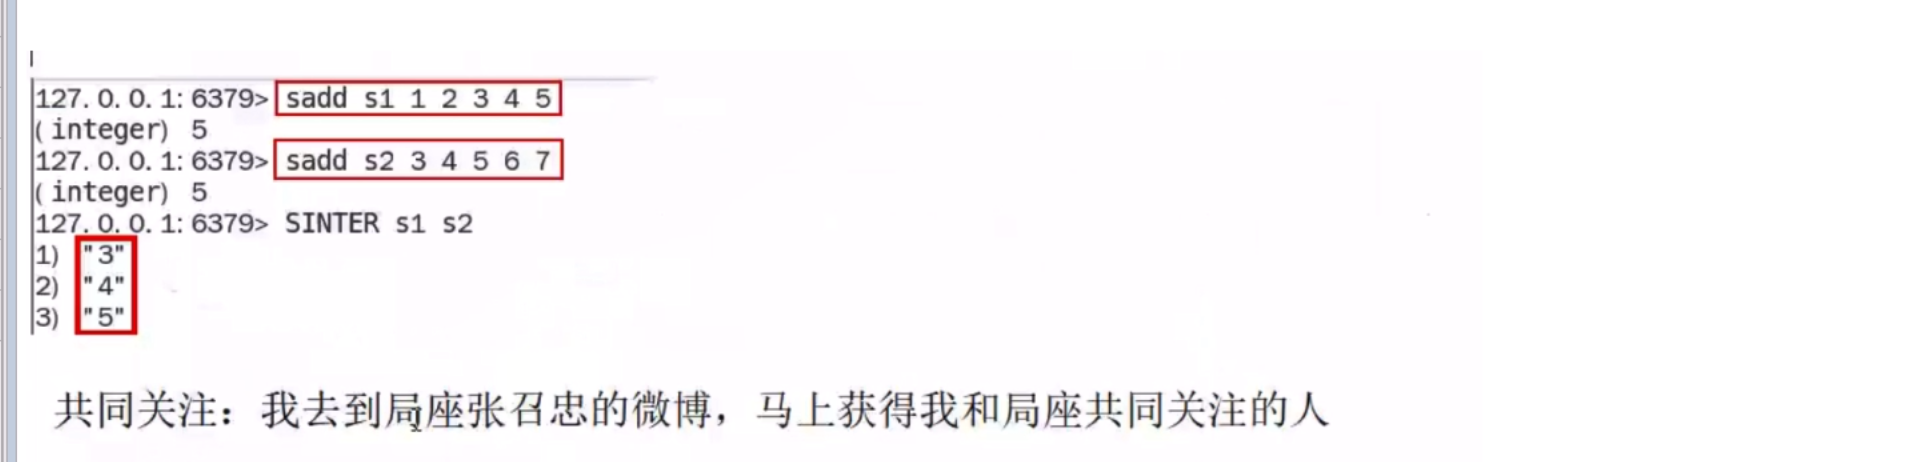 127.0.0.1:6379> sadd s1 1 2 3 4 5
(integer) 5
127.0.0.1:6379> sadd s2 3 4 5 6 7
(integer) 5
127.0.0.1:6379> SINTER s1 s2
1) "3"
2) "4"
3) "5"
共同关注：我去到局座张召忠的微博，马上获得我和局座共同关注的人